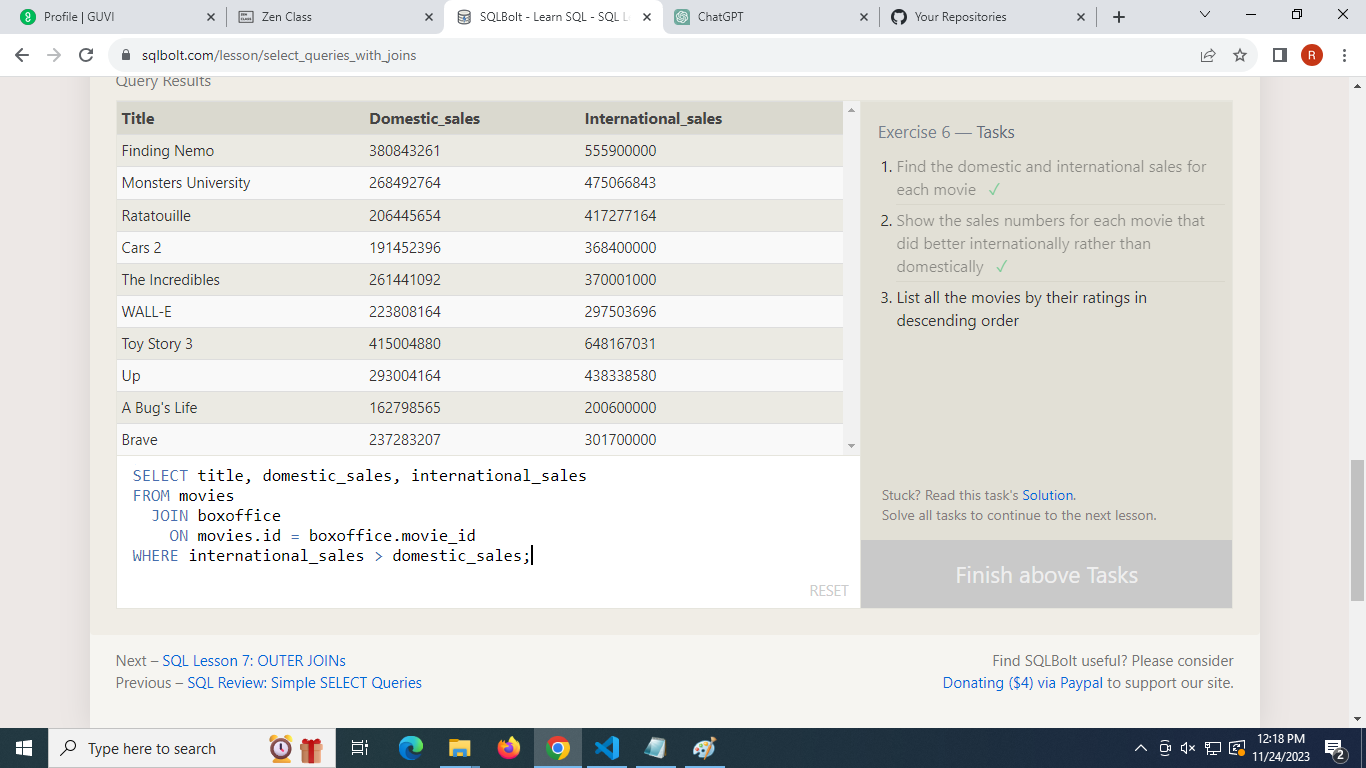 Profile | GUVI
Zen Class
SQLBolt - Learn SQL - SQL L
ChatGPT
Your Repositories
sqlbolt.com/lesson/select_queries_with_joins
R
Query Results
Title Domestic_sales International_sales
Finding Nemo 380843261 555900000
Monsters University 268492764 475066843
Ratatouille 206445654 417277164
Cars 2 191452396 368400000
The Incredibles 261441092 370001000
WALL-E 223808164 297503696
Toy Story 3 415004880 648167031
Up 293004164 438338580
A Bug's Life 162798565 200600000
Brave 237283207 301700000
SELECT title, domestic_sales, international_sales
FROM movies
JOIN boxoffice
ON movies.id = boxoffice.movie_id
WHERE international_sales > domestic_sales;
RESET
Exercise 6 — Tasks
1. Find the domestic and international sales for
each movie ✓
2. Show the sales numbers for each movie that
did better internationally rather than
domestically ✓
3. List all the movies by their ratings in
descending order
Stuck? Read this task's Solution.
Solve all tasks to continue to the next lesson.
Finish above Tasks
Next – SQL Lesson 7: OUTER JOINs
Previous – SQL Review: Simple SELECT Queries
Find SQLBolt useful? Please consider
Donating ($4) via Paypal to support our site.
Type here to search
12:18 PM
11/24/2023
2